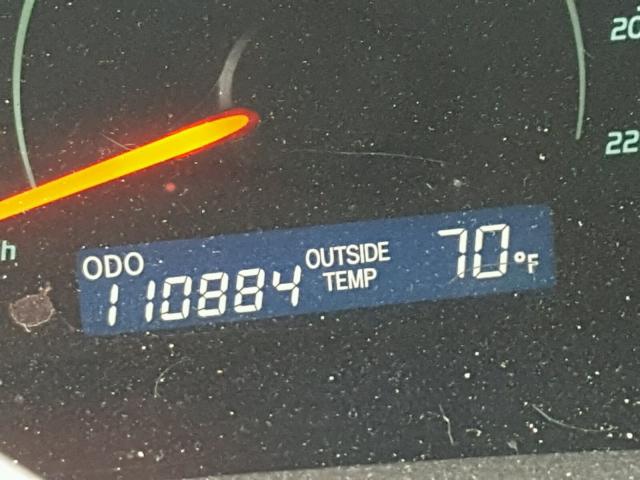 20
22
h
ODO
110884
OUTSIDE
TEMP
70°F